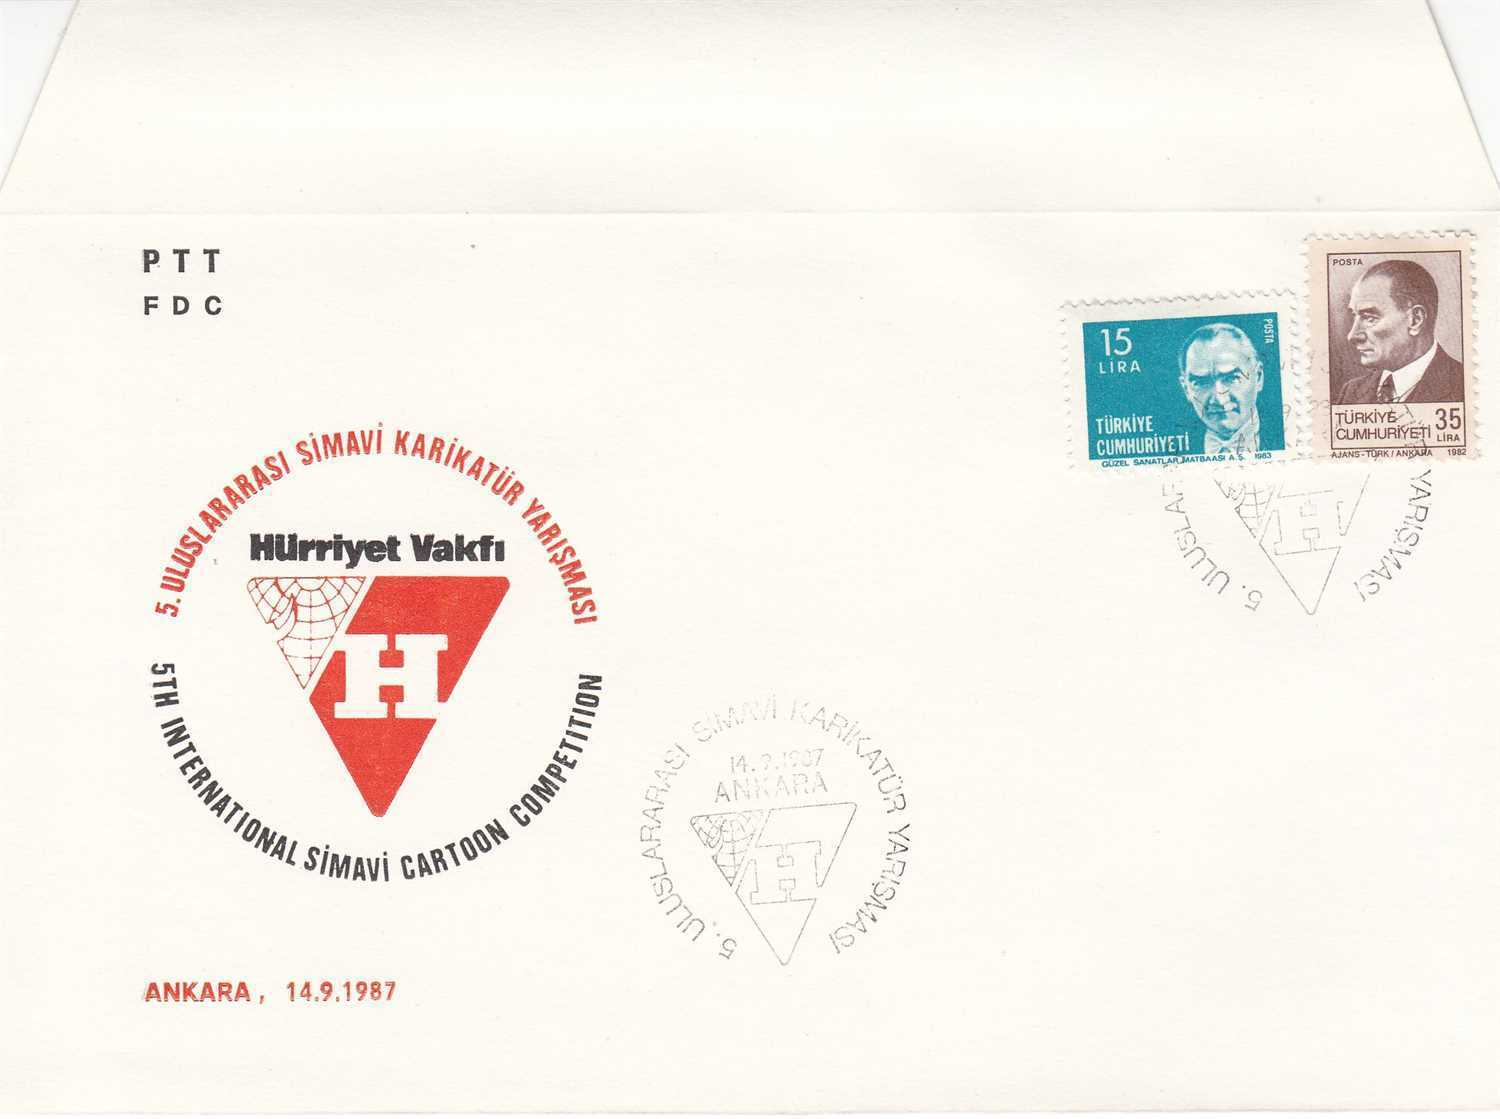 PTT
FDC
5. ULUSLARARASI SİMAVİ KARİKATÜR YARIŞMASI
Hürriyet Vakfı
H
5TH INTERNATIONAL SİMAVİ CARTOON COMPETITION
ANKARA, 14.9.1987
15
LİRA
POSTA
TÜRKİYE
CUMHURİYETİ
GÜZEL SANATLAR MATBAASI A.Ş. 1983
POSTA
TÜRKİYE
CUMHURİYETİ 35
LİRA
AJANS-TÜRK/ANKARA 1982
5. ULUSLAR
YARIŞMASI
H
5. ULUSLARARASI SİMAVİ KARİKATÜR YARIŞMASI
14.9.1987
ANKARA
H